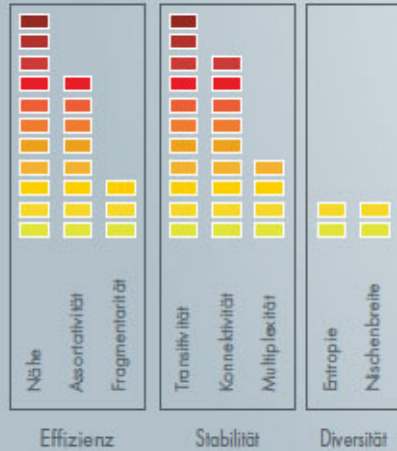 Nähe
Assortativität
Fragmentarität
Transitivität
Konnektivität
Multiplexität
Entropie
Nischenbreite
Effizienz
Stabilität
Diversität